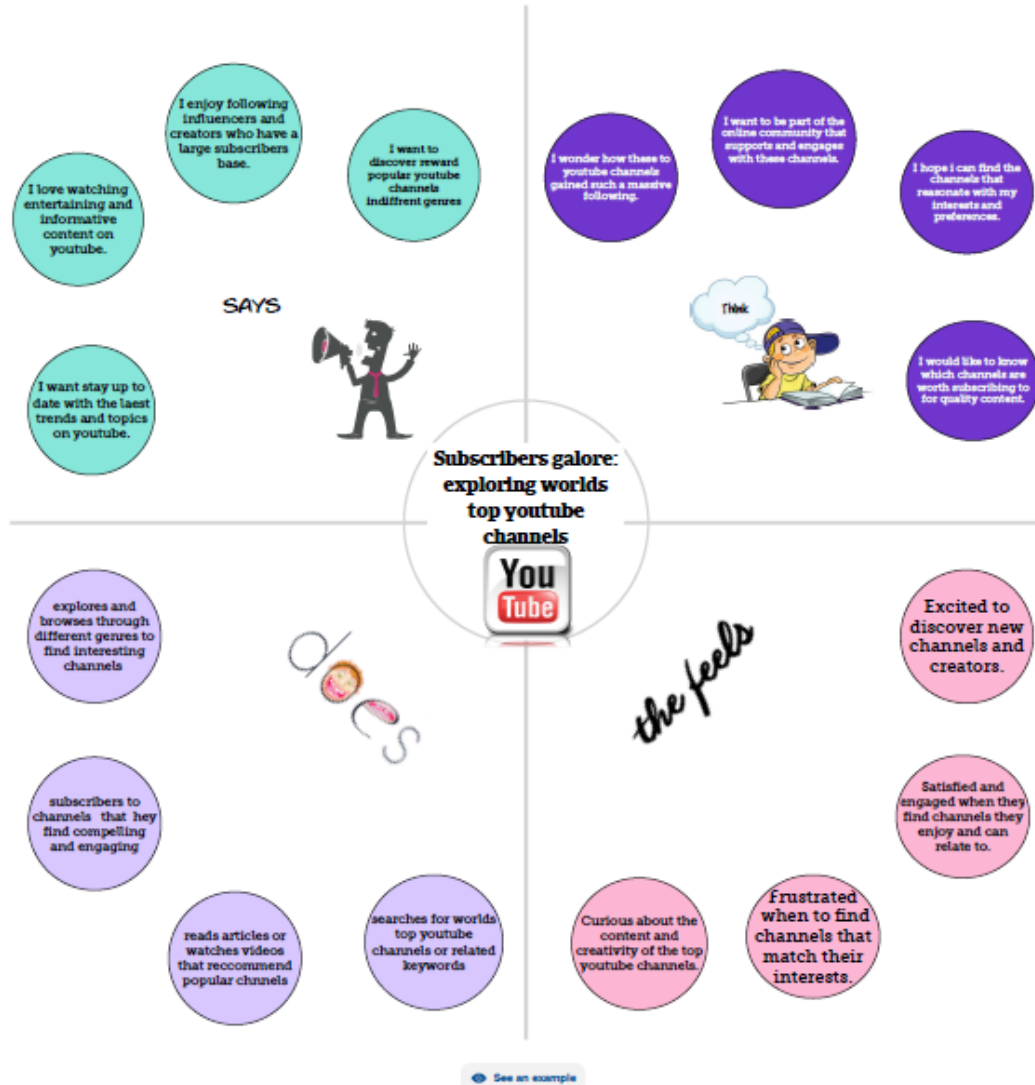 I enjoy following
influencers and
creators who have a
large subscribers
base.
I want to
discover reward
popular youtube
channels
indiffrent genres
I love watching
entertaining and
informative
content on
youtube.
SAYS
I want stay up to
date with the laest
trends and topics
on youtube.
I want to be part of the
online community that
supports and engages
with these channels.
I wonder how these to
youtube channels
gained such a massive
following.
I hope i can find the
channels that
reasonate with my
interests and
preferences.
Think
I would like to know
which channels are
worth subscribing to
for quality content.
Subscribers galore:
exploring worlds
top youtube
channels
You
Tube
explores and
browses through
different genres to
find interesting
channels
does
subscribers to
channels that hey
find compelling
and engaging
reads articles or
watches videos
that reccommend
popular chnnels
searches for worlds
top youtube
channels or related
keywords
the feels
Excited to
discover new
channels and
creators.
Satisfied and
engaged when they
find channels they
enjoy and can
relate to.
Curious about the
content and
creativity of the top
youtube channels.
Frustrated
when to find
channels that
match their
interests.
See an example